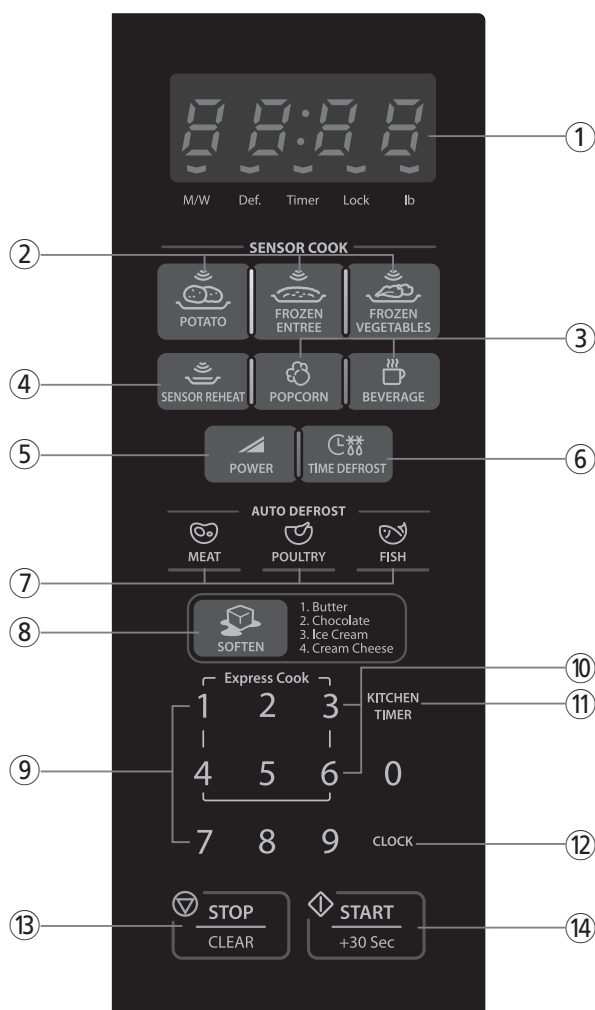 88:88
①
M/W Def. Timer Lock lb
② SENSOR COOK
POTATO
FROZEN
ENTREE
FROZEN
VEGETABLES
③
④ SENSOR REHEAT POPCORN BEVERAGE
⑤ POWER TIME DEFROST ⑥
AUTO DEFROST
MEAT POULTRY FISH
⑦
⑧ SOFTEN
1. Butter
2. Chocolate
3. Ice Cream
4. Cream Cheese
Express Cook ⑩
1 2 3 KITCHEN
TIMER ⑪
⑨
4 5 6 0
7 8 9 CLOCK ⑫
⑬ STOP
CLEAR
START
+30 Sec ⑭